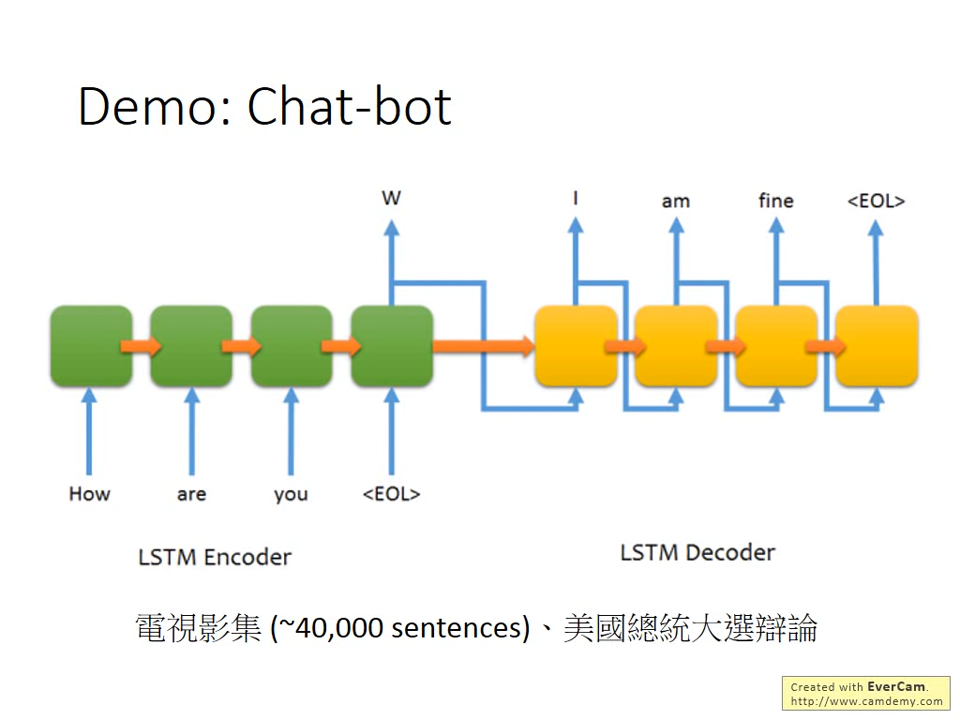 Demo: Chat-bot
W I am fine <EOL>
How are you <EOL>
LSTM Encoder LSTM Decoder
電視影集 (~40,000 sentences)、美國總統大選辯論
Created with EverCam.
http://www.camdemy.com